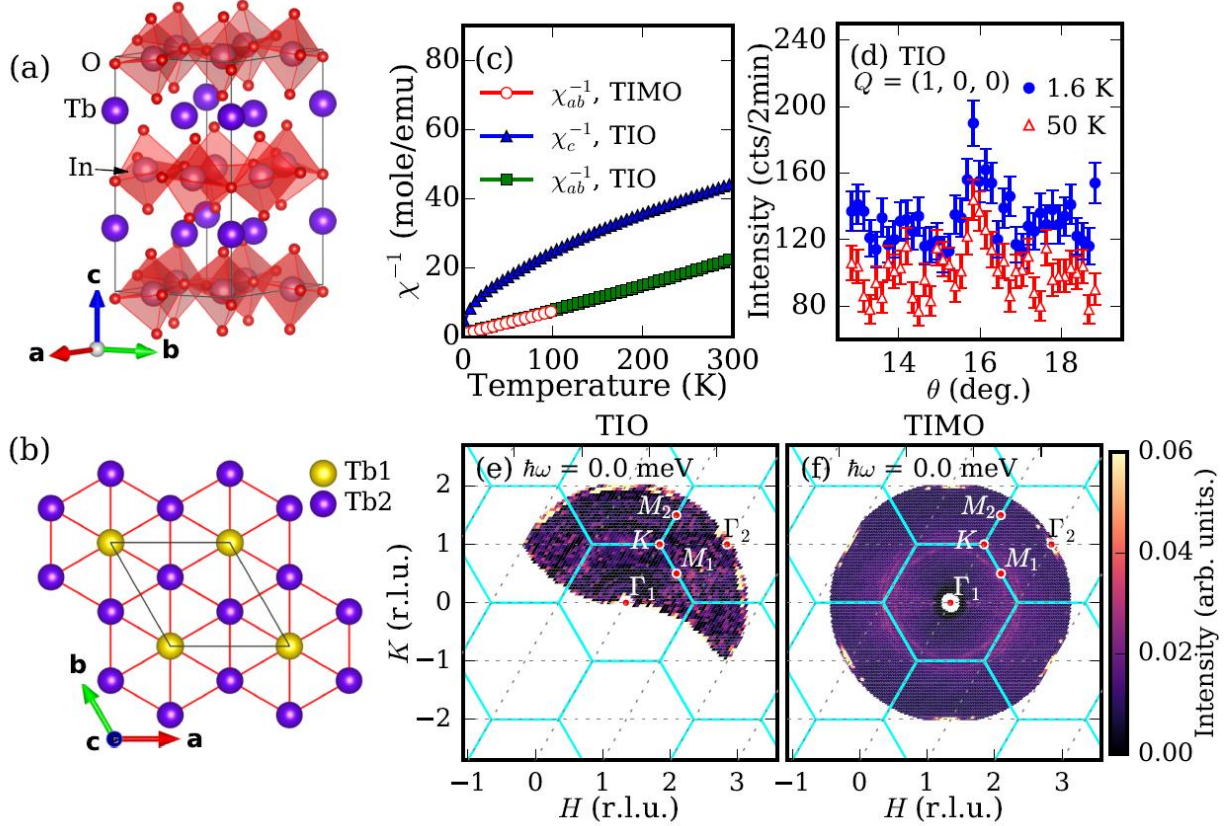 (a)
O
Tb
In
c
a
b
(b)
Tb1
Tb2
b
c
a
(c)
χab⁻¹, TIMO
χc⁻¹, TIO
χab⁻¹, TIO
χ⁻¹ (mole/emu)
80
60
40
20
0
0
100
200
300
Temperature (K)
(d) TIO
Q = (1, 0, 0)
1.6 K
50 K
Intensity (cts/2min)
240
200
160
120
80
14
16
18
θ (deg.)
TIO
(e) ℏω = 0.0 meV
M₂
Γ₂
K
M₁
Γ₁
K (r.l.u.)
2
1
0
−1
−2
−1
0
1
2
3
H (r.l.u.)
TIMO
(f) ℏω = 0.0 meV
M₂
Γ₂
K
M₁
Γ₁
−1
0
1
2
3
H (r.l.u.)
0.06
0.04
0.02
0.00
Intensity (arb. units.)